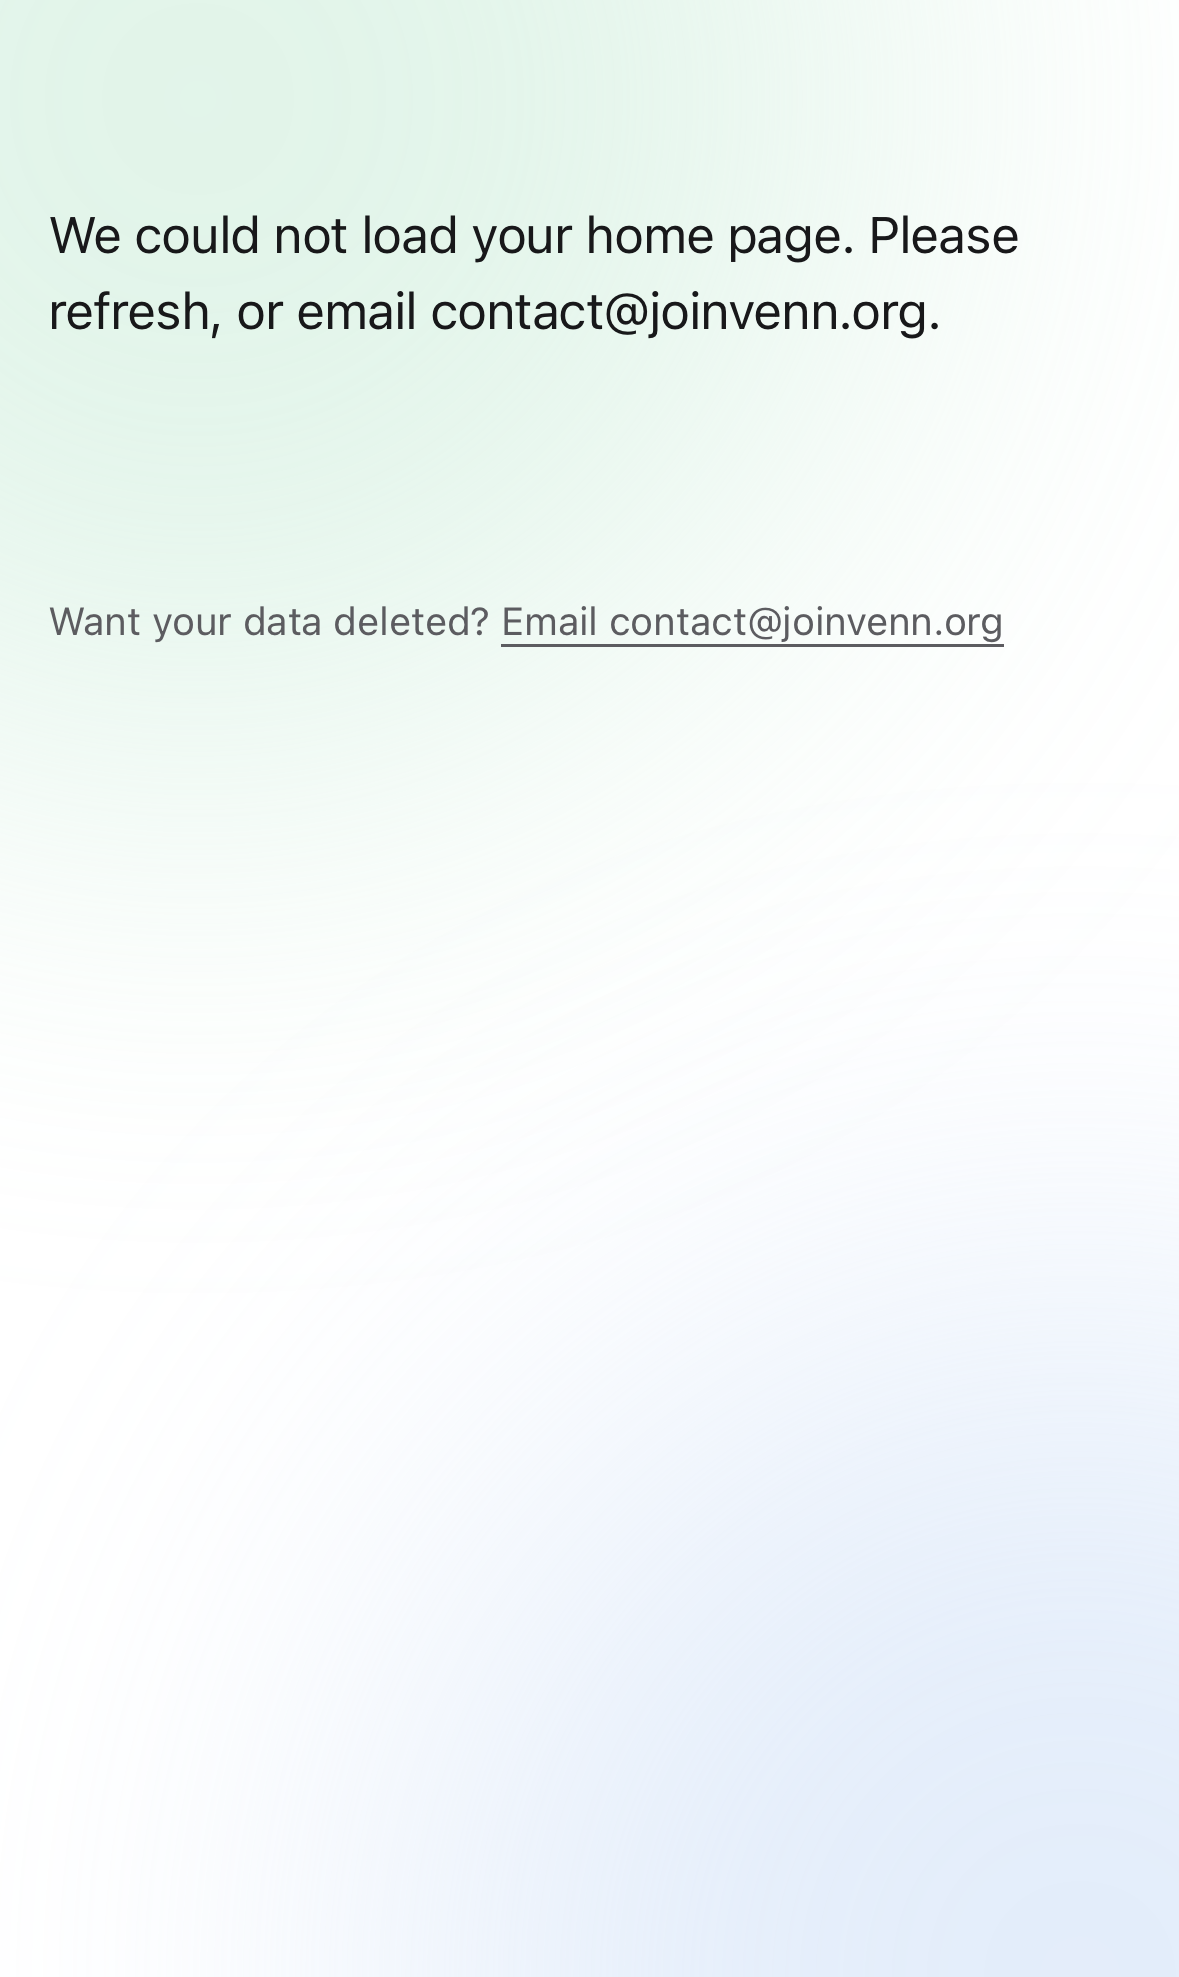 We could not load your home page. Please
refresh, or email contact@joinvenn.org.
Want your data deleted? Email contact@joinvenn.org